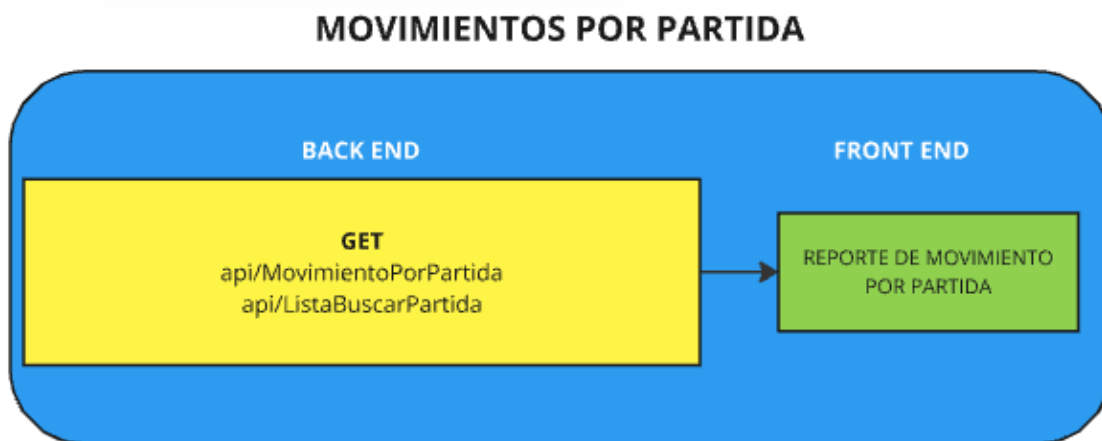 MOVIMIENTOS POR PARTIDA
BACK END
FRONT END
GET
api/MovimientoPorPartida
api/ListaBuscarPartida
REPORTE DE MOVIMIENTO
POR PARTIDA